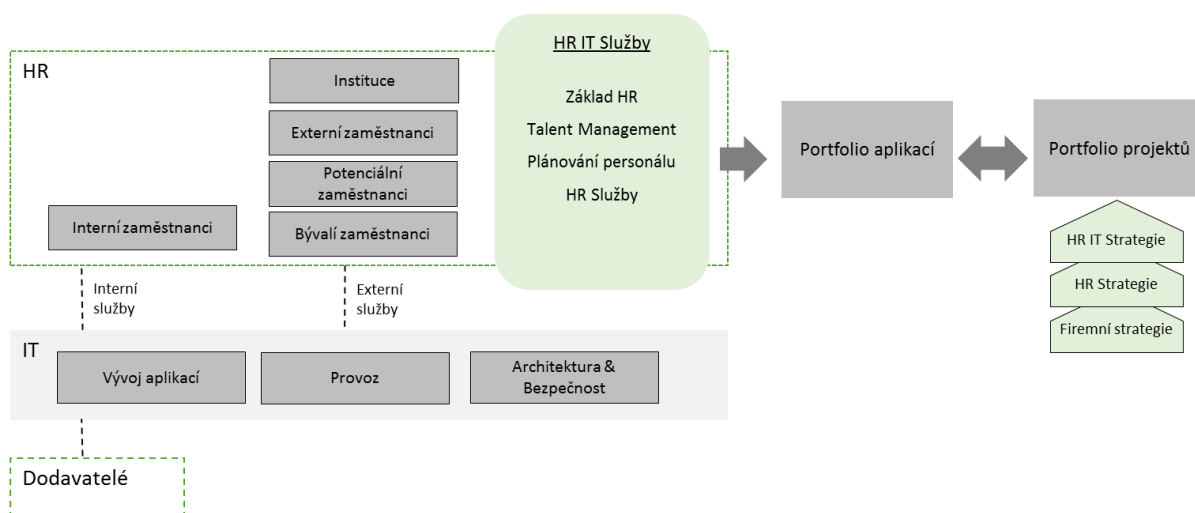 HR
Instituce
Externí zaměstnanci
Potenciální
zaměstnanci
Interní zaměstnanci
Bývalí zaměstnanci
HR IT Služby
Základ HR
Talent Management
Plánování personálu
HR Služby
Portfolio aplikací
Portfolio projektů
HR IT Strategie
HR Strategie
Firemní strategie
Interní
služby
Externí
služby
IT
Vývoj aplikací
Provoz
Architektura &
Bezpečnost
Dodavatelé